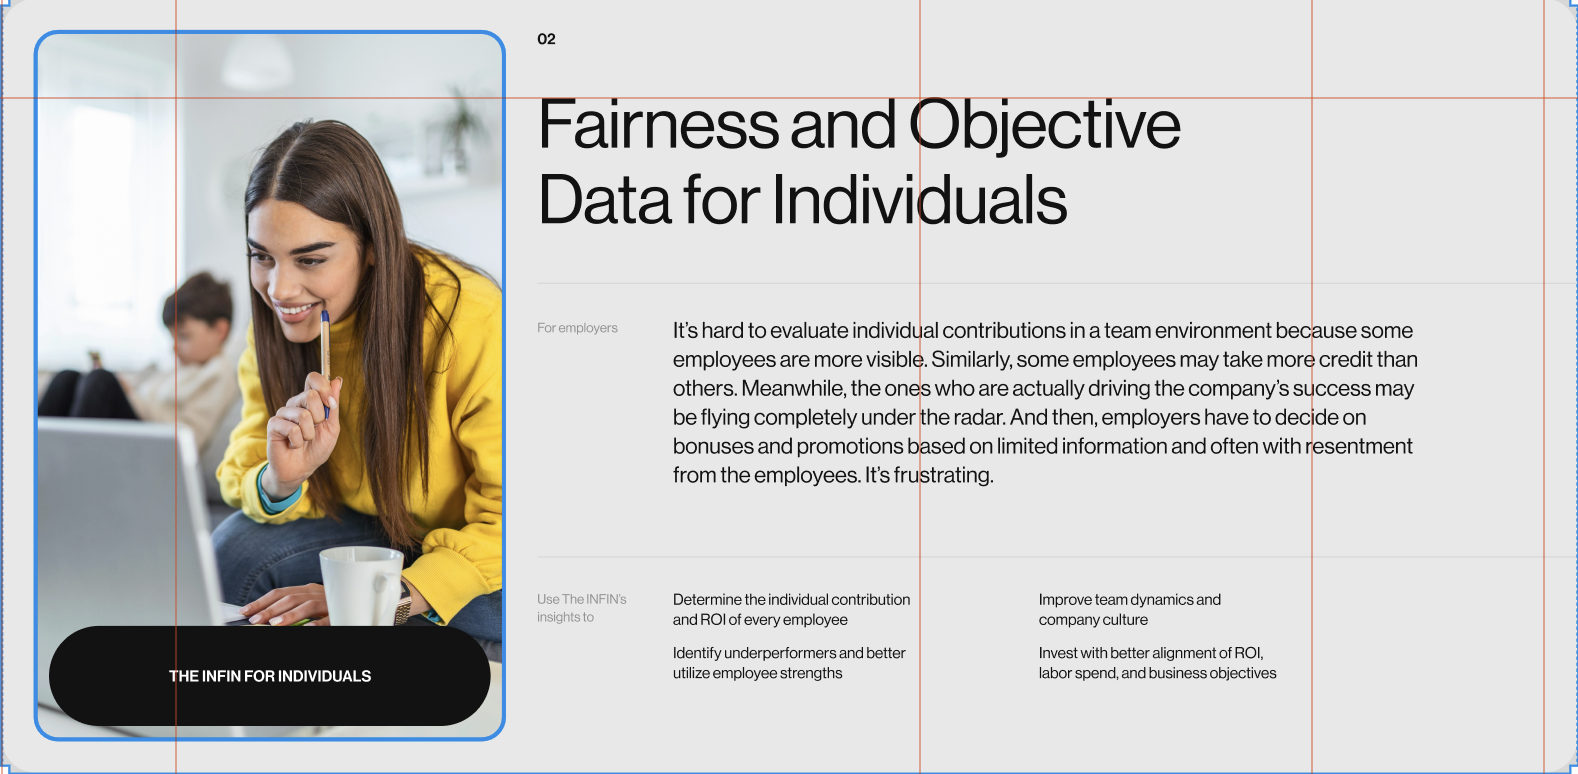 02
Fairness and Objective
Data for Individuals
For employers
It’s hard to evaluate individual contributions in a team environment because some
employees are more visible. Similarly, some employees may take more credit than
others. Meanwhile, the ones who are actually driving the company’s success may
be flying completely under the radar. And then, employers have to decide on
bonuses and promotions based on limited information and often with resentment
from the employees. It’s frustrating.
Use The INFIN’s
insights to
Determine the individual contribution
and ROI of every employee
Identify underperformers and better
utilize employee strengths
Improve team dynamics and
company culture
Invest with better alignment of ROI,
labor spend, and business objectives
THE INFIN FOR INDIVIDUALS